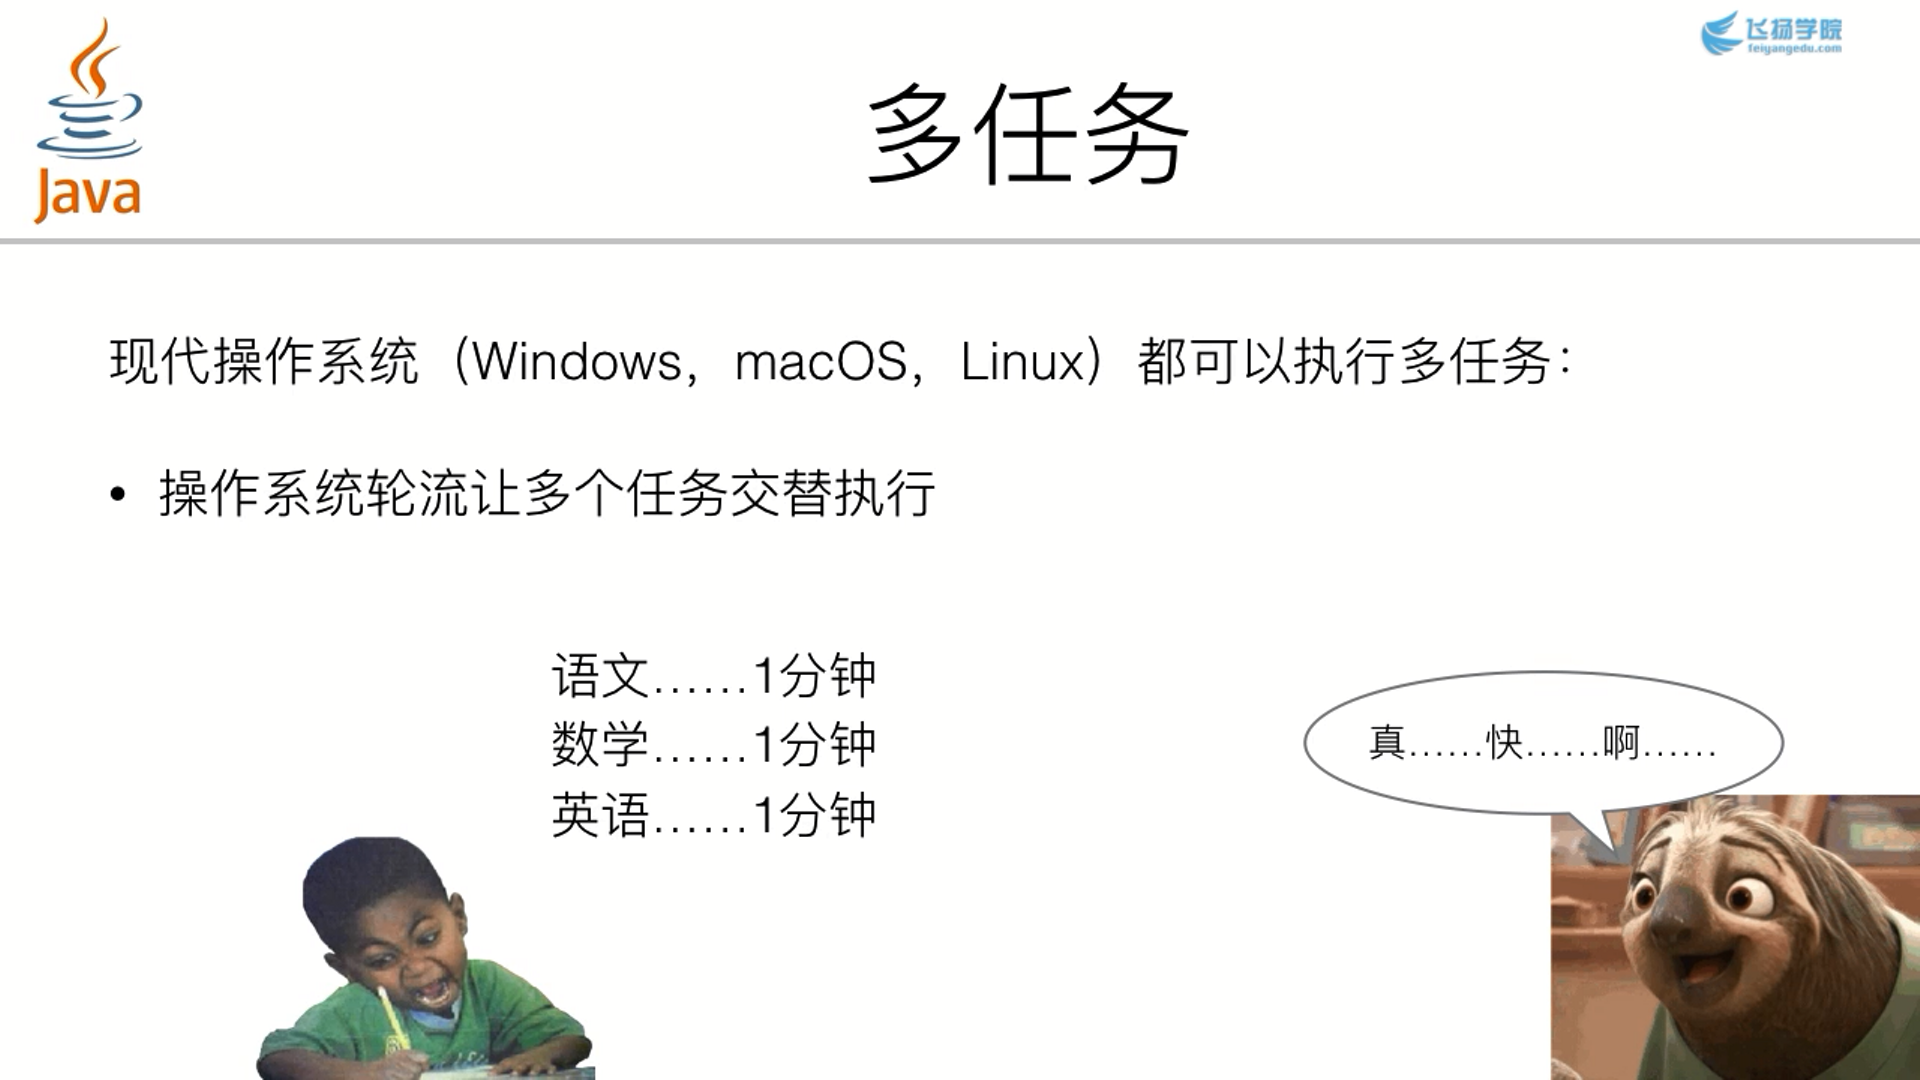 Java
飞扬学院
feiyangedu.com
多任务
现代操作系统（Windows，macOS，Linux）都可以执行多任务：
• 操作系统轮流让多个任务交替执行
语文……1分钟
数学……1分钟
英语……1分钟
真……快……啊……